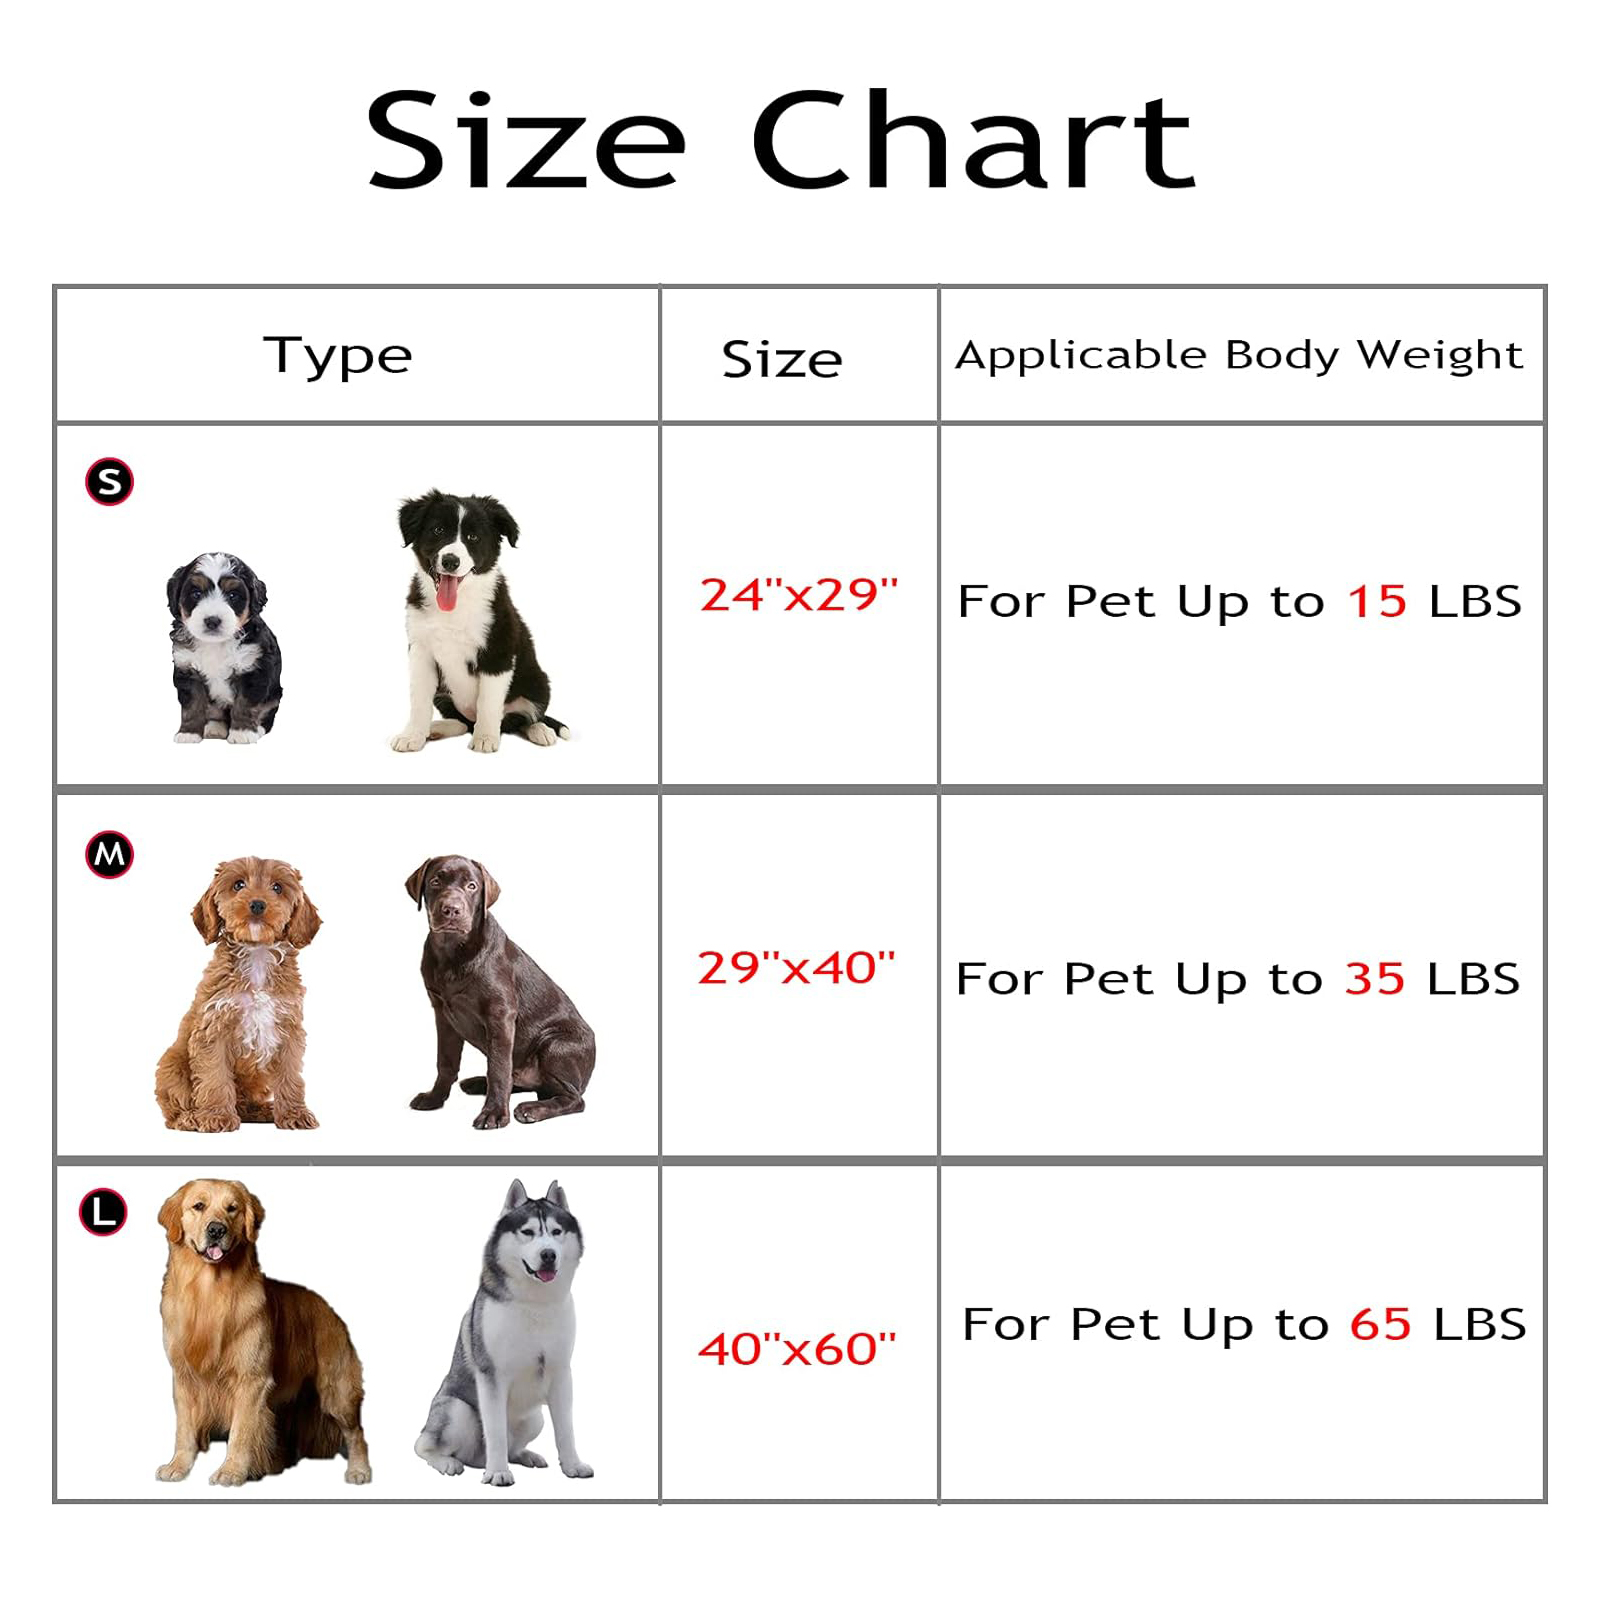 Size Chart
Type
Size
Applicable Body Weight
S
24"x29"
For Pet Up to 15 LBS
M
29"x40"
For Pet Up to 35 LBS
L
40"x60"
For Pet Up to 65 LBS